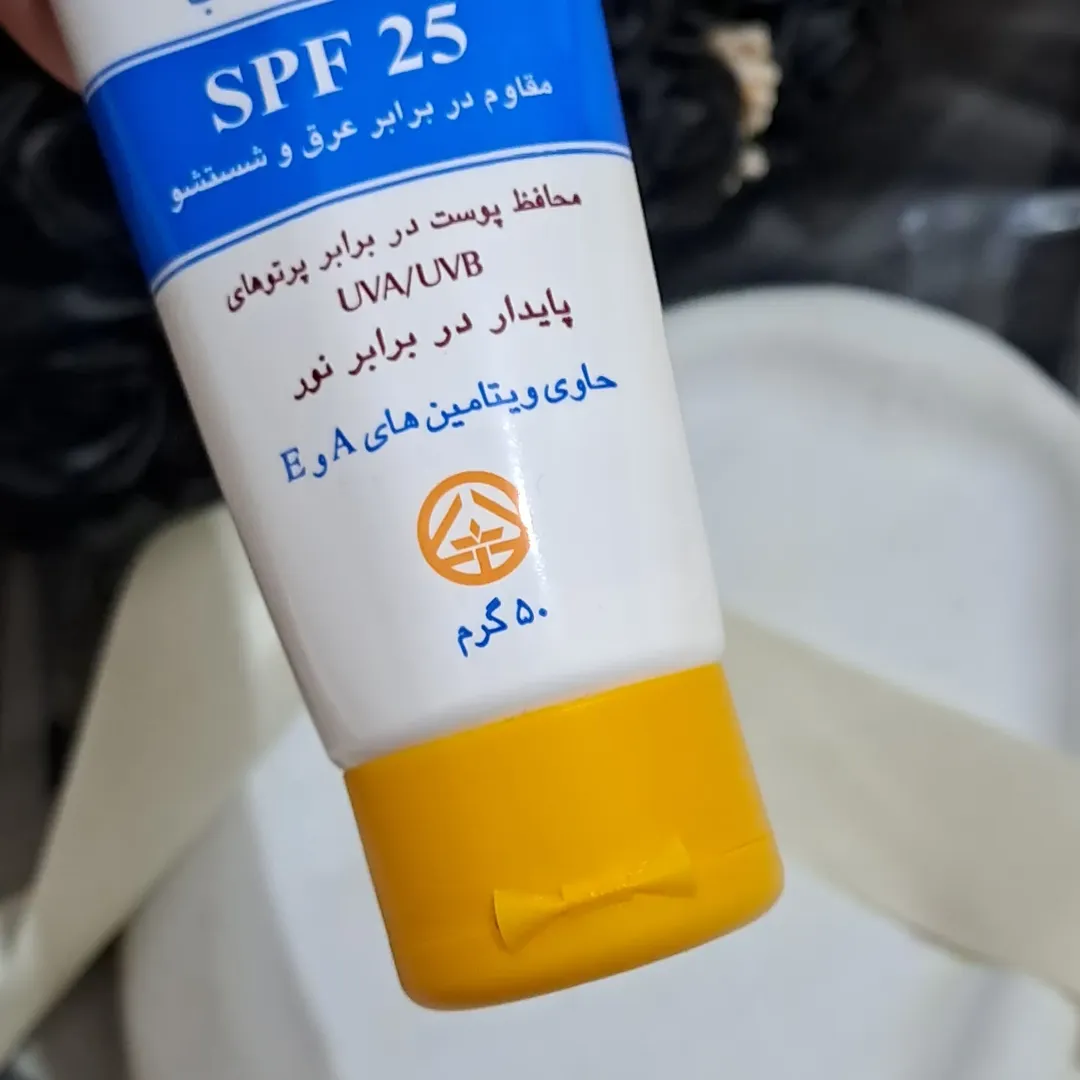 SPF 25
مقاوم در برابر عرق و شستشو
محافظ پوست در برابر پرتوهای
UVA/UVB
پایدار در برابر نور
حاوی ویتامین های A و E
۵۰ گرم